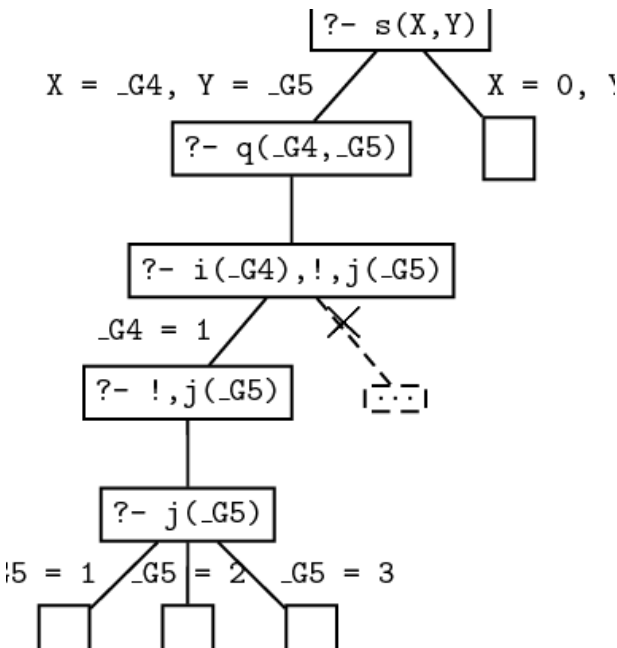 ?- s(X,Y)
X = _G4, Y = _G5
X = 0,
?- q(_G4,_G5)
?- i(_G4),!,j(_G5)
_G4 = 1
?- !,j(_G5)
...
?- j(_G5)
5 = 1
_G5 = 2
_G5 = 3